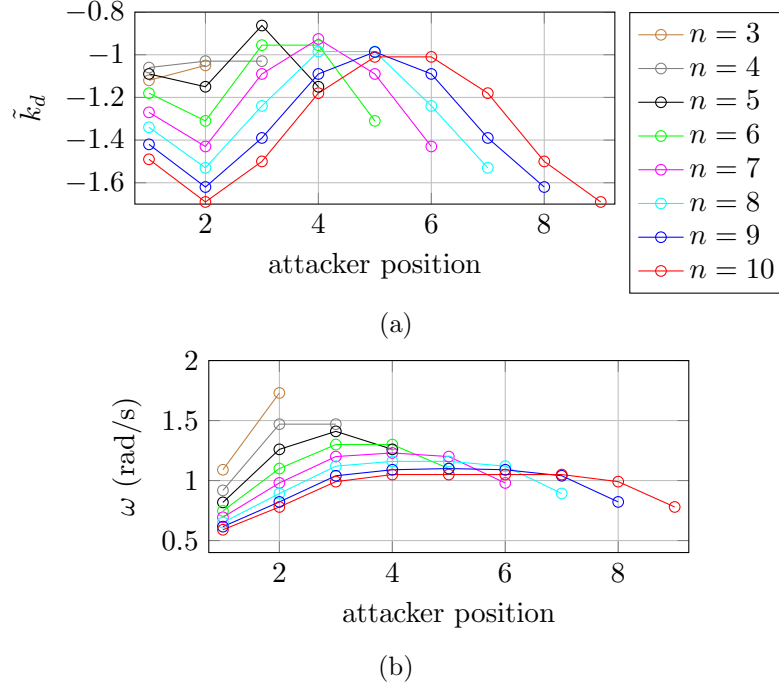 −0.8
−1
−1.2
−1.4
−1.6
k̃_d
2 4 6 8
attacker position
n = 3
n = 4
n = 5
n = 6
n = 7
n = 8
n = 9
n = 10
(a)
2
1.5
1
0.5
ω (rad/s)
2 4 6 8
attacker position
(b)